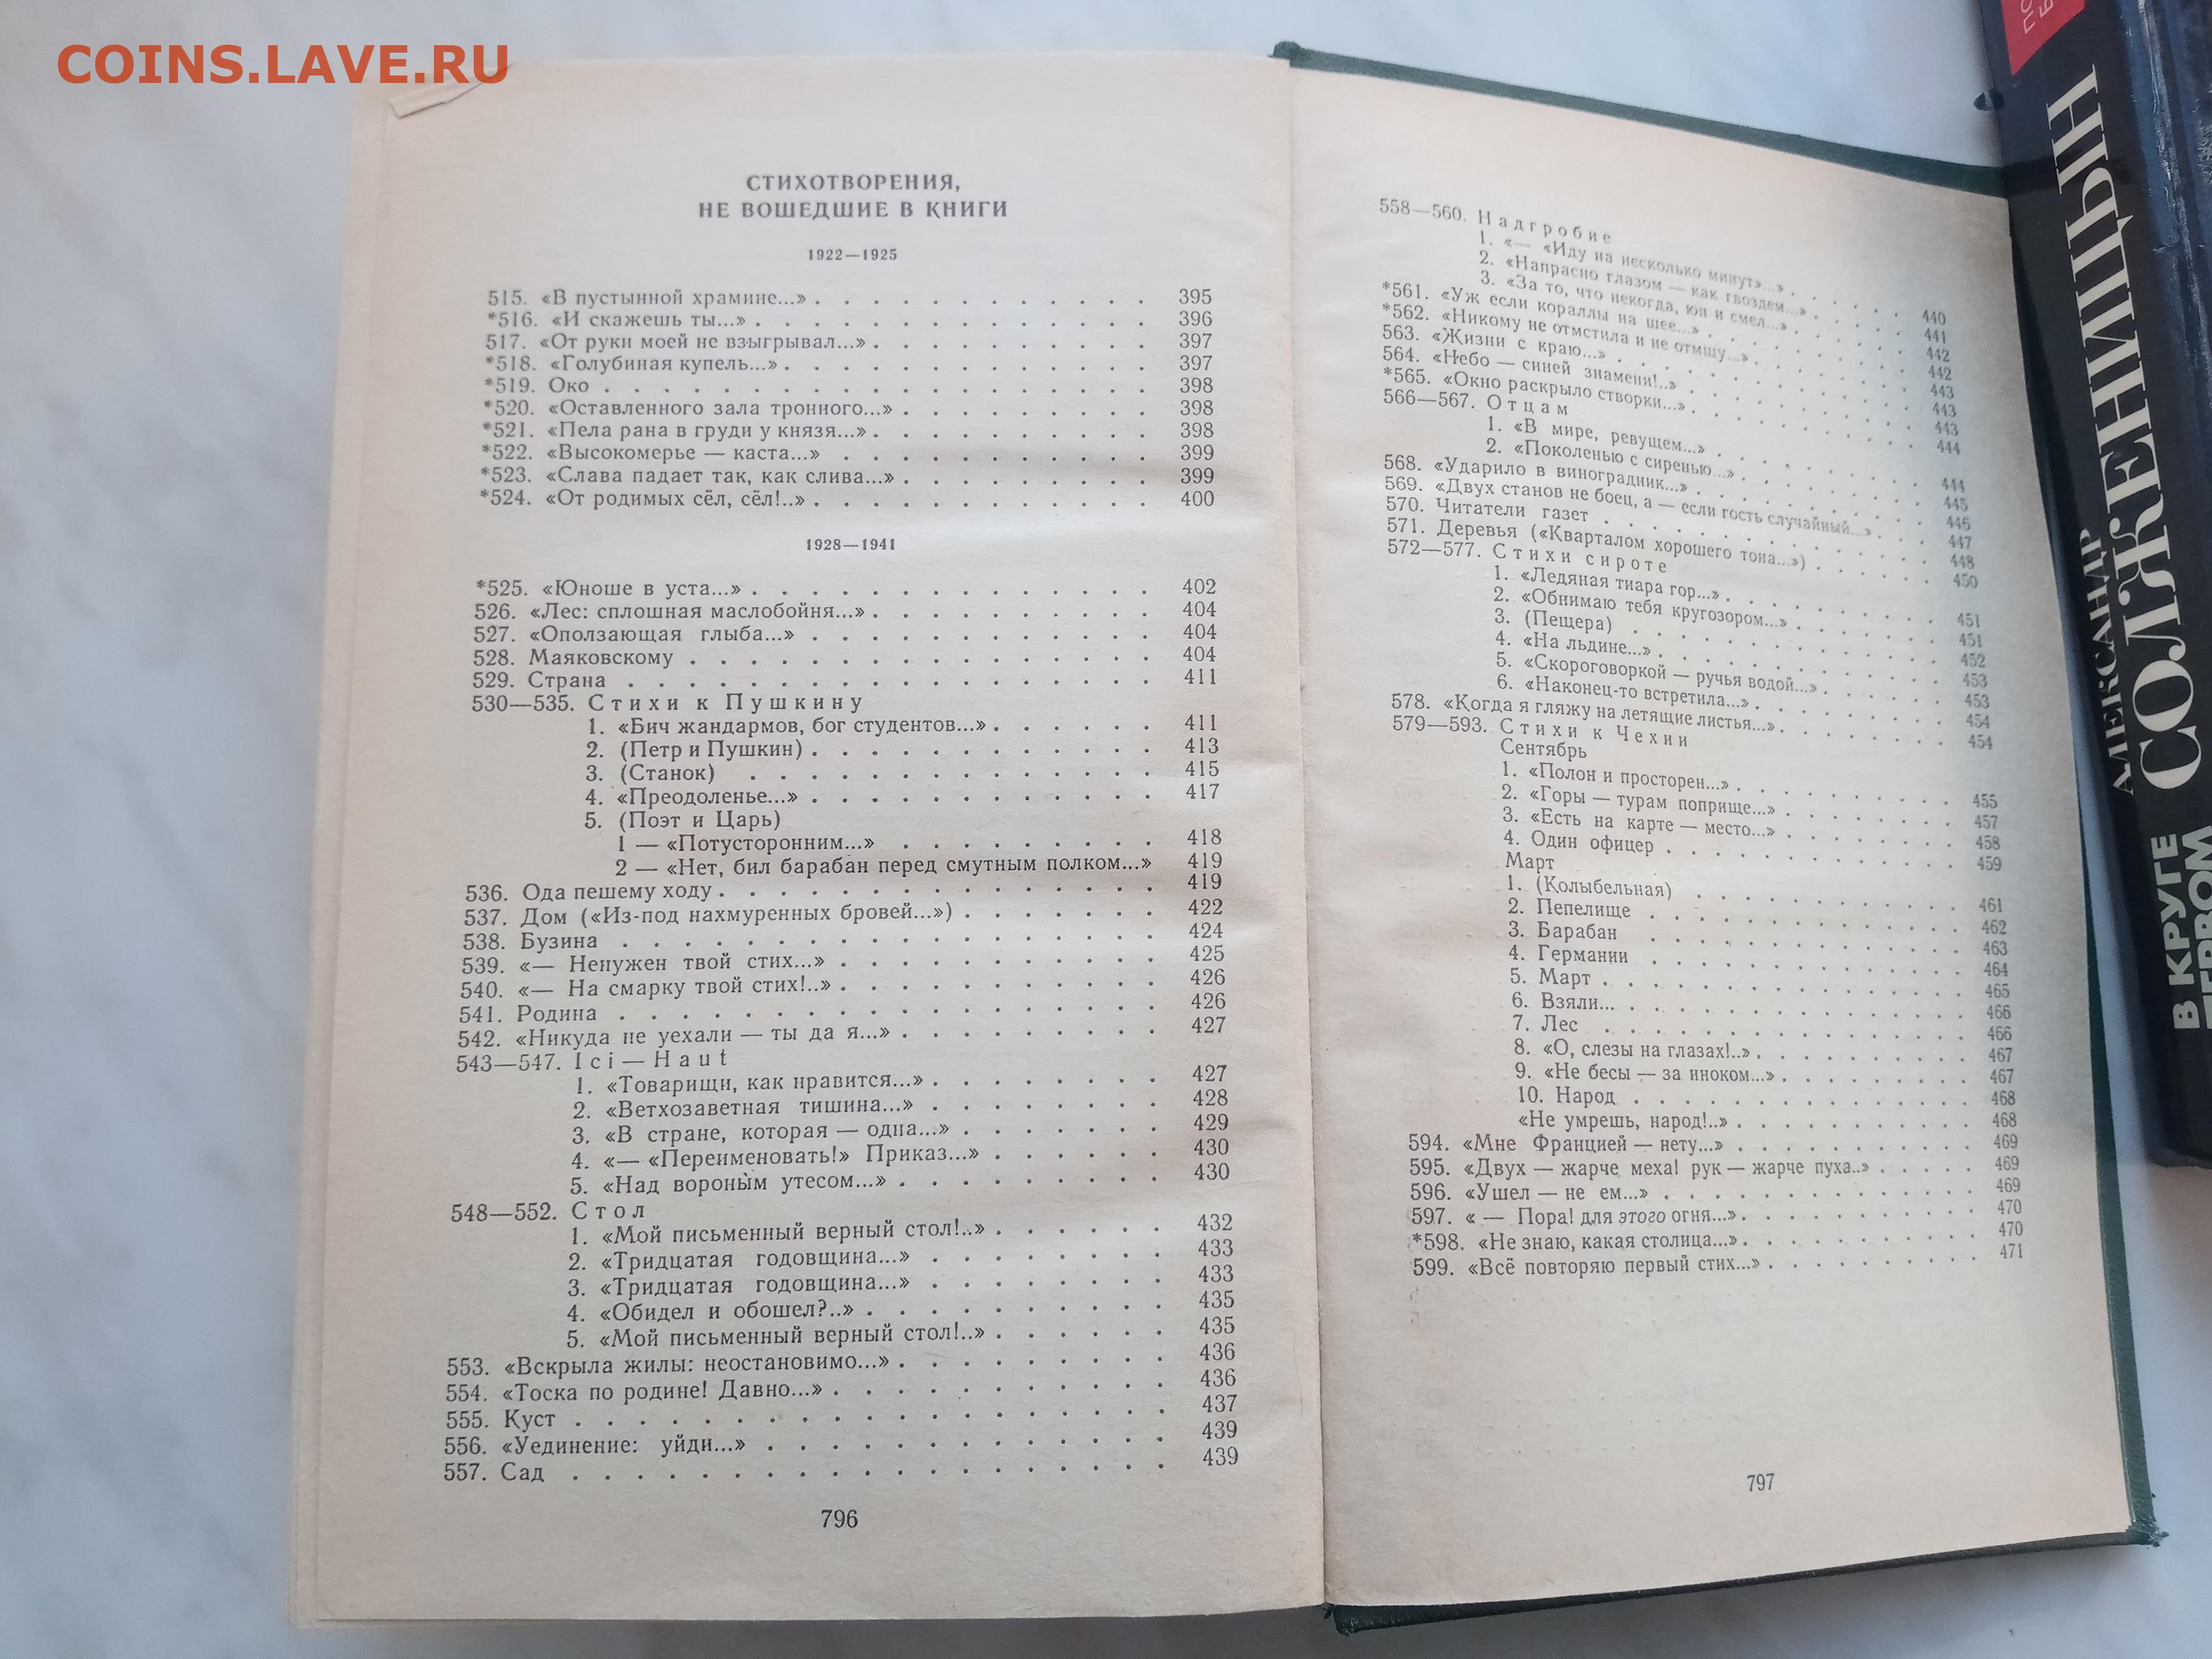 COINS.LAVE.RU
СТИХОТВОРЕНИЯ,
НЕ ВОШЕДШИЕ В КНИГИ
1922—1925
515. «В пустынной храмине...» . . . . . . . . . . . . 395
*516. «И скажешь ты...» . . . . . . . . . . . . 396
517. «От руки моей не взыгрывал...» . . . . . . . . . . 397
*518. «Голубиная купель...» . . . . . . . . . . . . 397
*519. Око . . . . . . . . . . . . 398
*520. «Оставленного зала тронного...» . . . . . . . . . 398
*521. «Пела рана в груди у князя...» . . . . . . . . . . 398
*522. «Высокомерье — каста...» . . . . . . . . . . . 399
*523. «Слава падает так, как слива...» . . . . . . . . . 399
*524. «От родимых сёл, сёл!..» . . . . . . . . . . . 400
1928—1941
*525. «Юноше в уста...» . . . . . . . . . . . . 402
526. «Лес: сплошная маслобойня...» . . . . . . . . . . 404
527. «Оползающая глыба...» . . . . . . . . . . . . 404
528. Маяковскому . . . . . . . . . . . . 404
529. Страна . . . . . . . . . . . . 411
530—535. Стихи к Пушкину
1. «Бич жандармов, бог студентов...» . . . . . . 411
2. (Петр и Пушкин) . . . . . . . . . . . . 413
3. (Станок) . . . . . . . . . . . . 415
4. «Преодоленье...» . . . . . . . . . . . . 417
5. (Поэт и Царь)
1 — «Потусторонним...» . . . . . . . . . . 418
2 — «Нет, бил барабан перед смутным полком...» 419
536. Ода пешему ходу . . . . . . . . . . . . 419
537. Дом («Из-под нахмуренных бровей...») . . . . . . . 422
538. Бузина . . . . . . . . . . . . 424
539. «— Ненужен твой стих...» . . . . . . . . . . . 425
540. «— На смарку твой стих!..» . . . . . . . . . . . 426
541. Родина . . . . . . . . . . . . 426
542. «Никуда не уехали — ты да я...» . . . . . . . . . 427
543—547. Ici — Haut
1. «Товарищи, как нравится...» . . . . . . . . 427
2. «Ветхозаветная тишина...» . . . . . . . . 428
3. «В стране, которая — одна...» . . . . . . . 429
4. «— «Переименовать!» Приказ...» . . . . . . 430
5. «Над вороны́м утесом...» . . . . . . . . . 430
548—552. Стол
1. «Мой письменный верный стол!..» . . . . . . 432
2. «Тридцатая годовщина...» . . . . . . . . 433
3. «Тридцатая годовщина...» . . . . . . . . 433
4. «Обидел и обошел?..» . . . . . . . . . . 435
5. «Мой письменный верный стол!..» . . . . . . 435
553. «Вскрыла жилы: неостановимо...» . . . . . . . . . 436
554. «Тоска по родине! Давно...» . . . . . . . . . . . 436
555. Куст . . . . . . . . . . . . 437
556. «Уединение: уйди...» . . . . . . . . . . . . 439
557. Сад . . . . . . . . . . . . 439
796
558—560. Надгробие
1. «— «Иду на несколько минут»...» . . . . . . 440
2. «Напрасно глазом — как гвоздем...» . . . . . 441
3. «За то, что некогда, юн и смел...» . . . . . 442
*561. «Уж если кораллы на шее...» . . . . . . . . . 442
*562. «Никому не отмстила и не отмщу...» . . . . . . . 443
563. «Жизни с краю...» . . . . . . . . . . . . 443
564. «Небо — синей знамени!..» . . . . . . . . . . 443
*565. «Окно раскрыло створки...» . . . . . . . . . . 444
566—567. Отцам
1. «В мире, ревущем...» . . . . . . . . . . 444
2. «Поколенью с сиренью...» . . . . . . . . 445
568. «Ударило в виноградник...» . . . . . . . . . . 446
569. «Двух станов не боец, а — если гость случайный...» . . . 447
570. Читатели газет . . . . . . . . . . . . 448
571. Деревья («Кварталом хорошего тона...») . . . . . . 450
572—577. Стихи сироте
1. «Ледяная тиара гор...» . . . . . . . . . 451
2. «Обнимаю тебя кругозором...» . . . . . . . 451
3. (Пещера) . . . . . . . . . . . . 452
4. «На льдине...» . . . . . . . . . . . . 453
5. «Скороговоркой — ручья водой...» . . . . . . 453
6. «Наконец-то встретила...» . . . . . . . . 454
578. «Когда я гляжу на летящие листья...» . . . . . . . 454
579—593. Стихи к Чехии
Сентябрь
1. «Полон и просторен...» . . . . . . . . . 455
2. «Горы — турам поприще...» . . . . . . . . 457
3. «Есть на карте — место...» . . . . . . . . 458
4. Один офицер . . . . . . . . . . . . 459
Март
1. (Колыбельная) . . . . . . . . . . . . 461
2. Пепелище . . . . . . . . . . . . 462
3. Барабан . . . . . . . . . . . . 463
4. Германии . . . . . . . . . . . . 464
5. Март . . . . . . . . . . . . 465
6. Взяли... . . . . . . . . . . . . 466
7. Лес . . . . . . . . . . . . 466
8. «О, слезы на глазах!..» . . . . . . . . . 467
9. «Не бесы — за иноком...» . . . . . . . . 467
10. Народ . . . . . . . . . . . . 468
«Не умрешь, народ!..» . . . . . . . . . . 468
594. «Мне Францией — нету...» . . . . . . . . . . 469
595. «Двух — жарче меха! рук — жарче пуха..» . . . . . 469
596. «Ушел — не ем...» . . . . . . . . . . . . 469
597. « — Пора! для этого огня...» . . . . . . . . . . 470
*598. «Не знаю, какая столица...» . . . . . . . . . . 470
599. «Всё повторяю первый стих...» . . . . . . . . . 471
797
АЛЕКСАНДР
СОЛЖЕНИЦЫН
В КРУГЕ
ПЕРВОМ